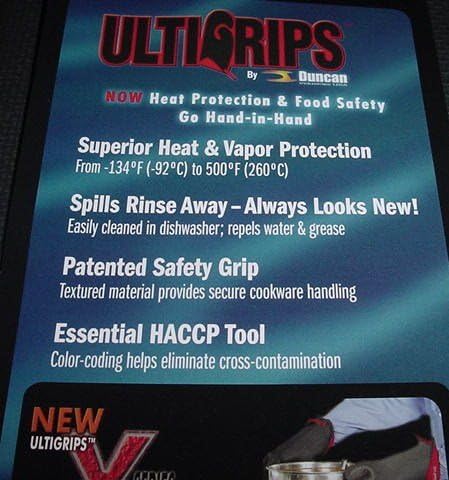 ULTIGRIPS
By Duncan
NOW Heat Protection & Food Safety
Go Hand-in-Hand
Superior Heat & Vapor Protection
From -134°F (-92°C) to 500°F (260°C)
Spills Rinse Away – Always Looks New!
Easily cleaned in dishwasher; repels water & grease
Patented Safety Grip
Textured material provides secure cookware handling
Essential HACCP Tool
Color-coding helps eliminate cross-contamination
NEW
ULTIGRIPS™
V
SERIES